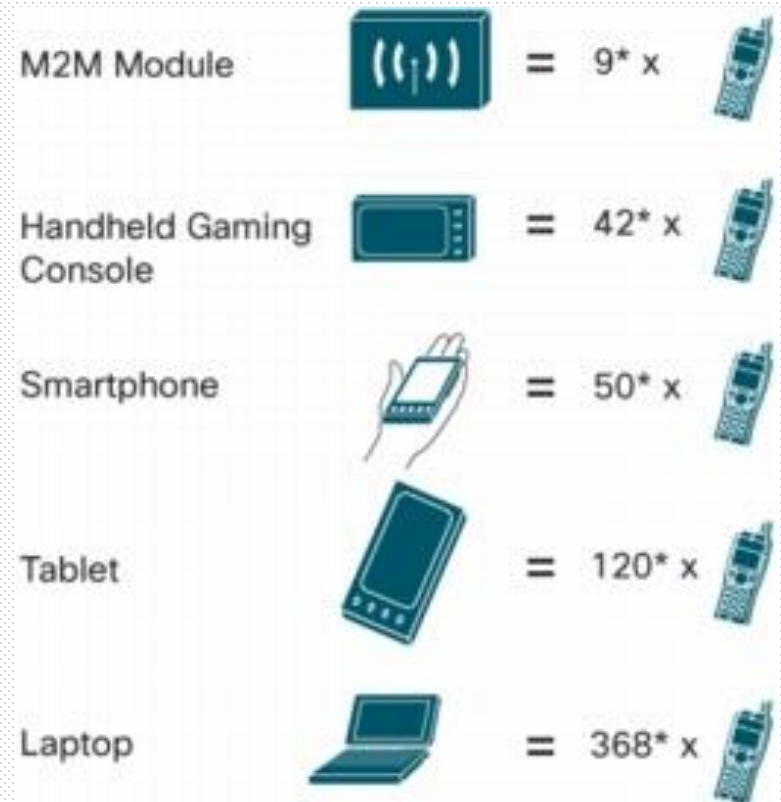 M2M Module = 9* x
Handheld Gaming = 42* x
Console
Smartphone = 50* x
Tablet = 120* x
Laptop = 368* x